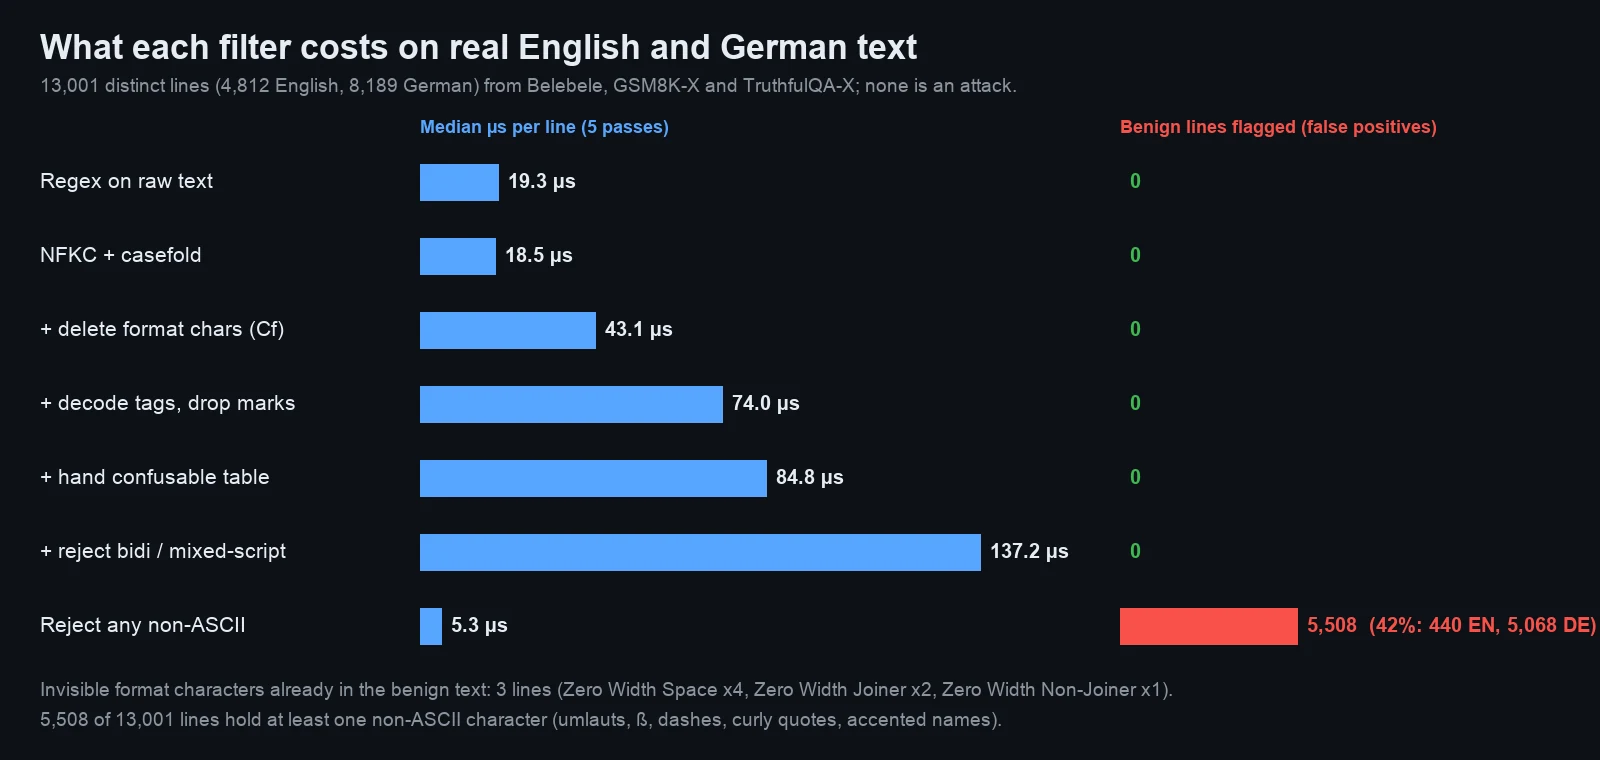 What each filter costs on real English and German text
13,001 distinct lines (4,812 English, 8,189 German) from Belebele, GSM8K-X and TruthfulQA-X; none is an attack.
Median µs per line (5 passes)
Benign lines flagged (false positives)
Regex on raw text 19.3 µs 0
NFKC + casefold 18.5 µs 0
+ delete format chars (Cf) 43.1 µs 0
+ decode tags, drop marks 74.0 µs 0
+ hand confusable table 84.8 µs 0
+ reject bidi / mixed-script 137.2 µs 0
Reject any non-ASCII 5.3 µs 5,508 (42%: 440 EN, 5,068 DE)
Invisible format characters already in the benign text: 3 lines (Zero Width Space x4, Zero Width Joiner x2, Zero Width Non-Joiner x1).
5,508 of 13,001 lines hold at least one non-ASCII character (umlauts, ß, dashes, curly quotes, accented names).